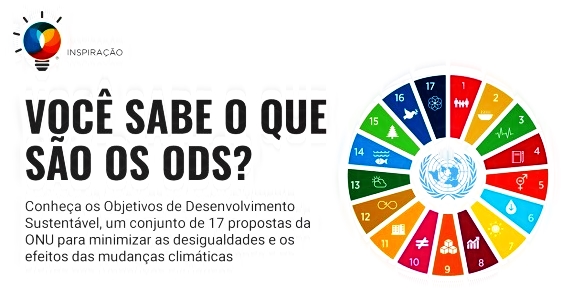 INSPIRAÇÃO
VOCÊ SABE O QUE
SÃO OS ODS?
Conheça os Objetivos de Desenvolvimento
Sustentável, um conjunto de 17 propostas da
ONU para minimizar as desigualdades e os
efeitos das mudanças climáticas
1
2
3
4
5
6
7
8
9
10
11
12
13
14
15
16
17